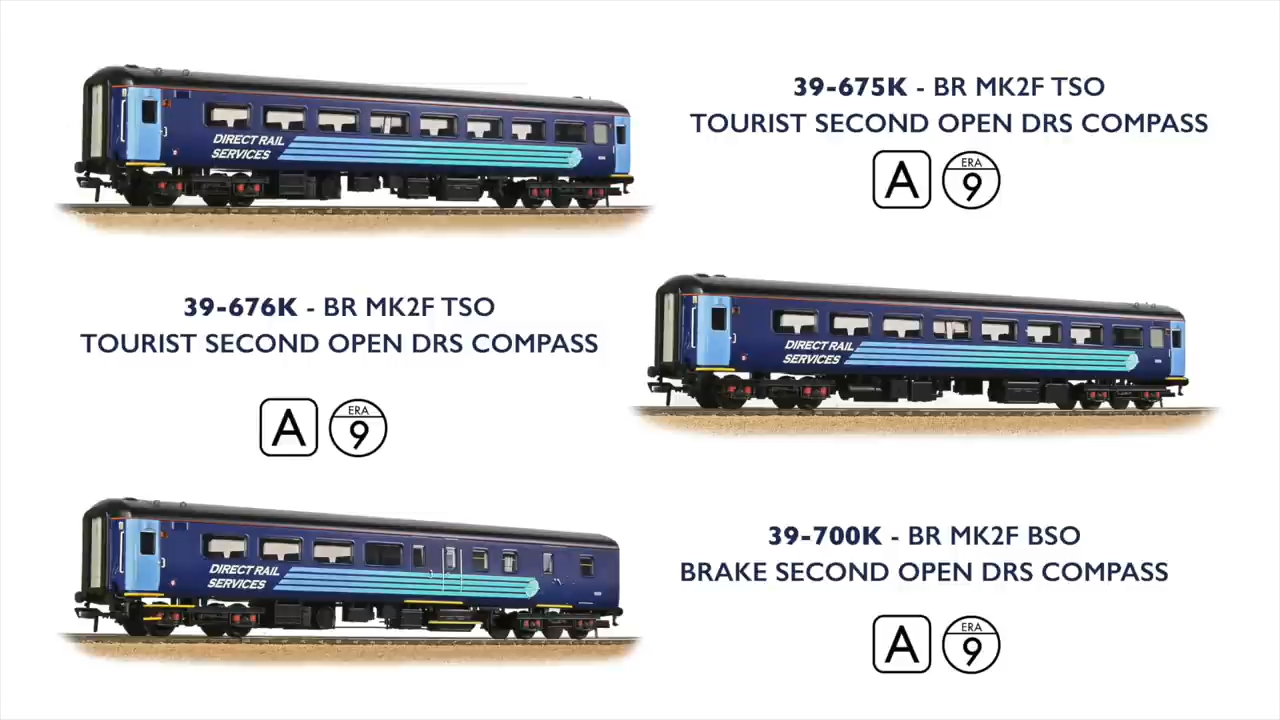 39-675K - BR MK2F TSO
TOURIST SECOND OPEN DRS COMPASS
A
ERA
9
DIRECT RAIL
SERVICES
39-676K - BR MK2F TSO
TOURIST SECOND OPEN DRS COMPASS
A
ERA
9
DIRECT RAIL
SERVICES
39-700K - BR MK2F BSO
BRAKE SECOND OPEN DRS COMPASS
A
ERA
9
DIRECT RAIL
SERVICES